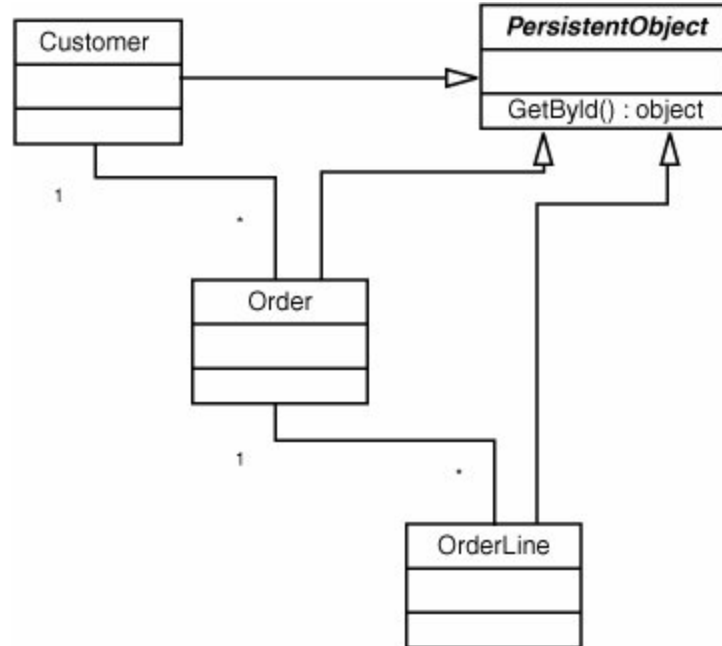 Customer
PersistentObject
GetById() : object
1
*
Order
1
*
OrderLine